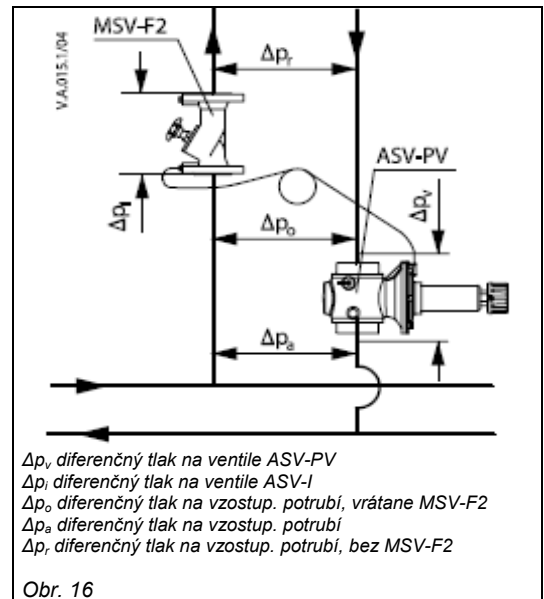 MSV-F2
V.A.015.1/04
Δpᵣ
ASV-PV
Δpᵢ
Δpᵥ
Δpₒ
Δpₐ
Δpᵥ diferenčný tlak na ventile ASV-PV
Δpᵢ diferenčný tlak na ventile ASV-I
Δpₒ diferenčný tlak na vzostup. potrubí, vrátane MSV-F2
Δpₐ diferenčný tlak na vzostup. potrubí
Δpᵣ diferenčný tlak na vzostup. potrubí, bez MSV-F2
Obr. 16